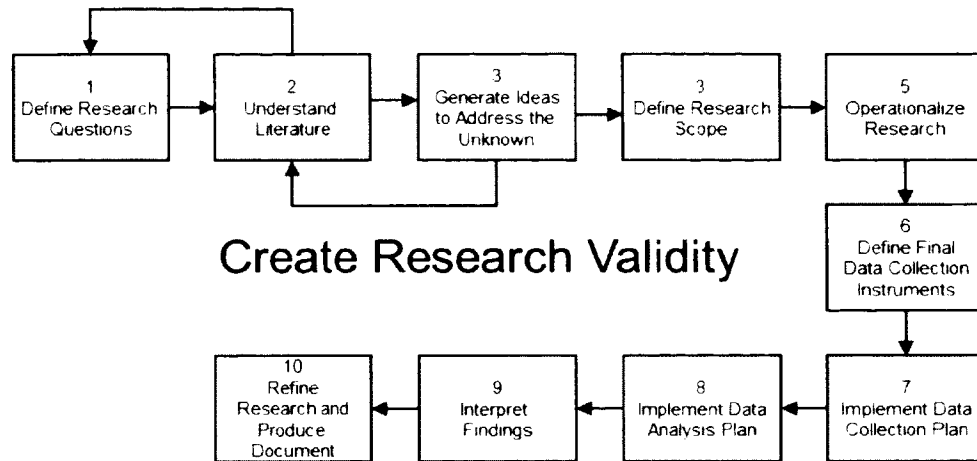 1
Define Research
Questions
2
Understand
Literature
3
Generate Ideas
to Address the
Unknown
3
Define Research
Scope
5
Operationalize
Research
6
Define Final
Data Collection
Instruments
Create Research Validity
7
Implement Data
Collection Plan
8
Implement Data
Analysis Plan
9
Interpret
Findings
10
Refine
Research and
Produce
Document